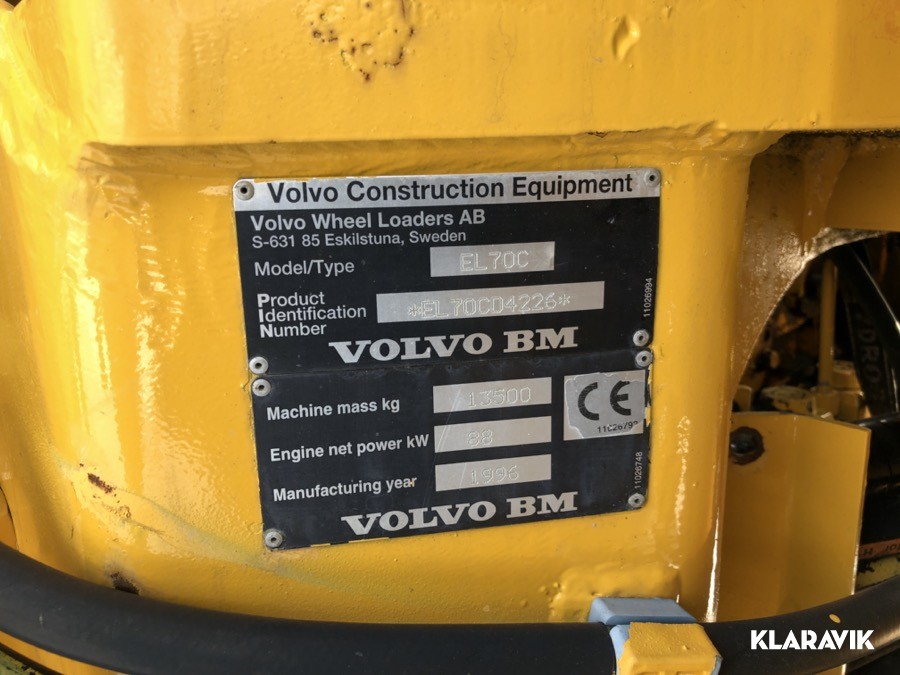 Volvo Construction Equipment
Volvo Wheel Loaders AB
S-631 85 Eskilstuna, Sweden
Model/Type EL70C
Product
Identification *EL70CD4226*
Number
11026994
VOLVO BM
Machine mass kg 13500
CE
Engine net power kW 88
Manufacturing year 1996
11026748
VOLVO BM
KLARAVIK